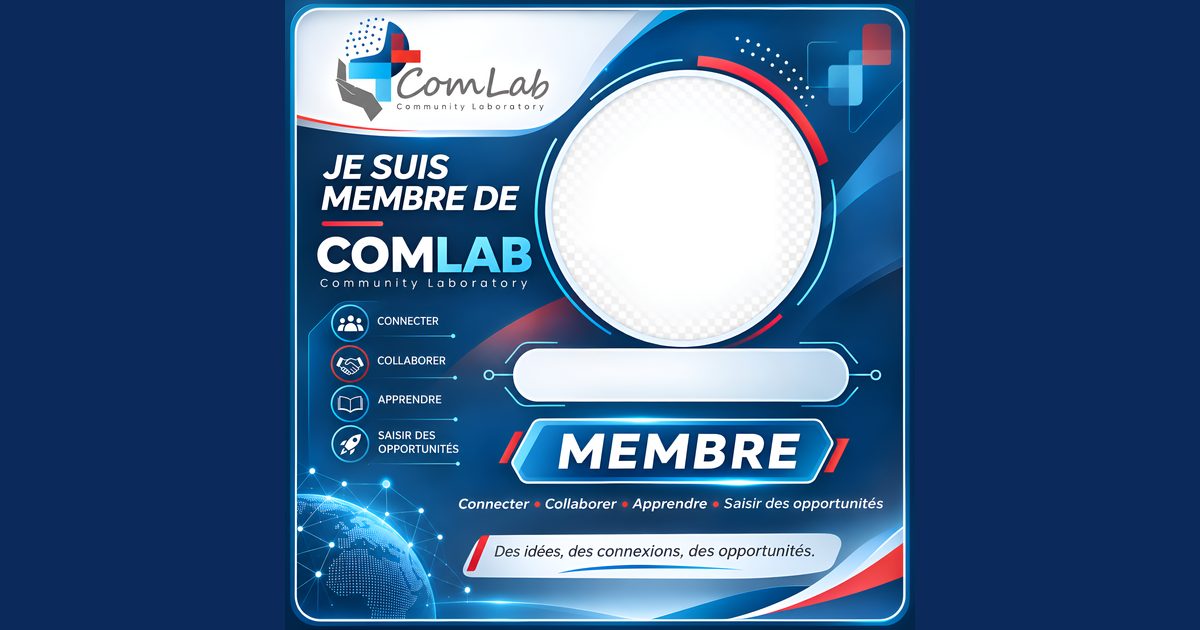 ComLab
Community Laboratory
JE SUIS
MEMBRE DE
COMLAB
Community Laboratory
CONNECTER
COLLABORER
APPRENDRE
SAISIR DES
OPPORTUNITÉS
MEMBRE
Connecter • Collaborer • Apprendre • Saisir des opportunités
Des idées, des connexions, des opportunités.